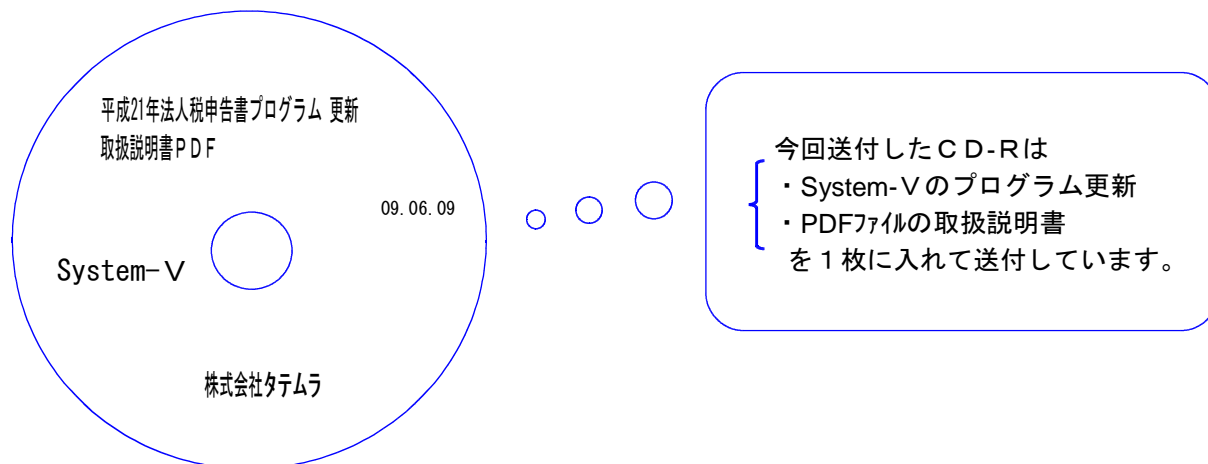 平成21年法人税申告書プログラム 更新
取扱説明書PDF
09.06.09
System-Ⅴ
株式会社タテムラ
今回送付したCD-Rは
・System-Ⅴのプログラム更新
・PDFファイルの取扱説明書
を1枚に入れて送付しています。